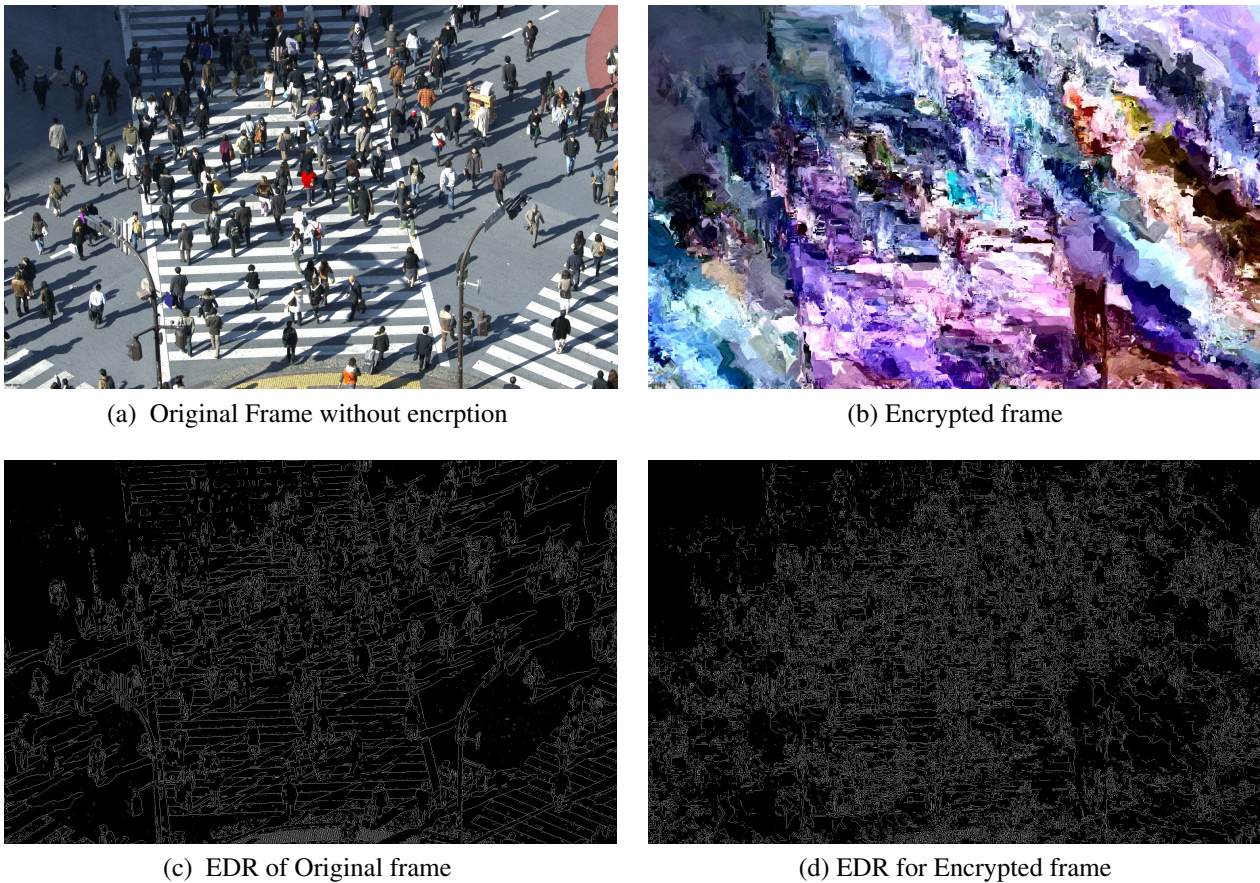 (a) Original Frame without encrption
(b) Encrypted frame
(c) EDR of Original frame
(d) EDR for Encrypted frame